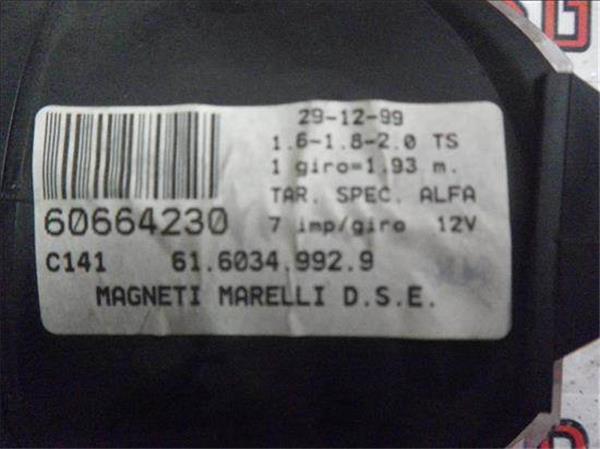 29-12-99
1.6-1.8-2.0 TS
1 giro=1.93 m.
TAR. SPEC. ALFA
60664230 7 imp/giro 12V
C141 61.6034.992.9
MAGNETI MARELLI D.S.E.
SG